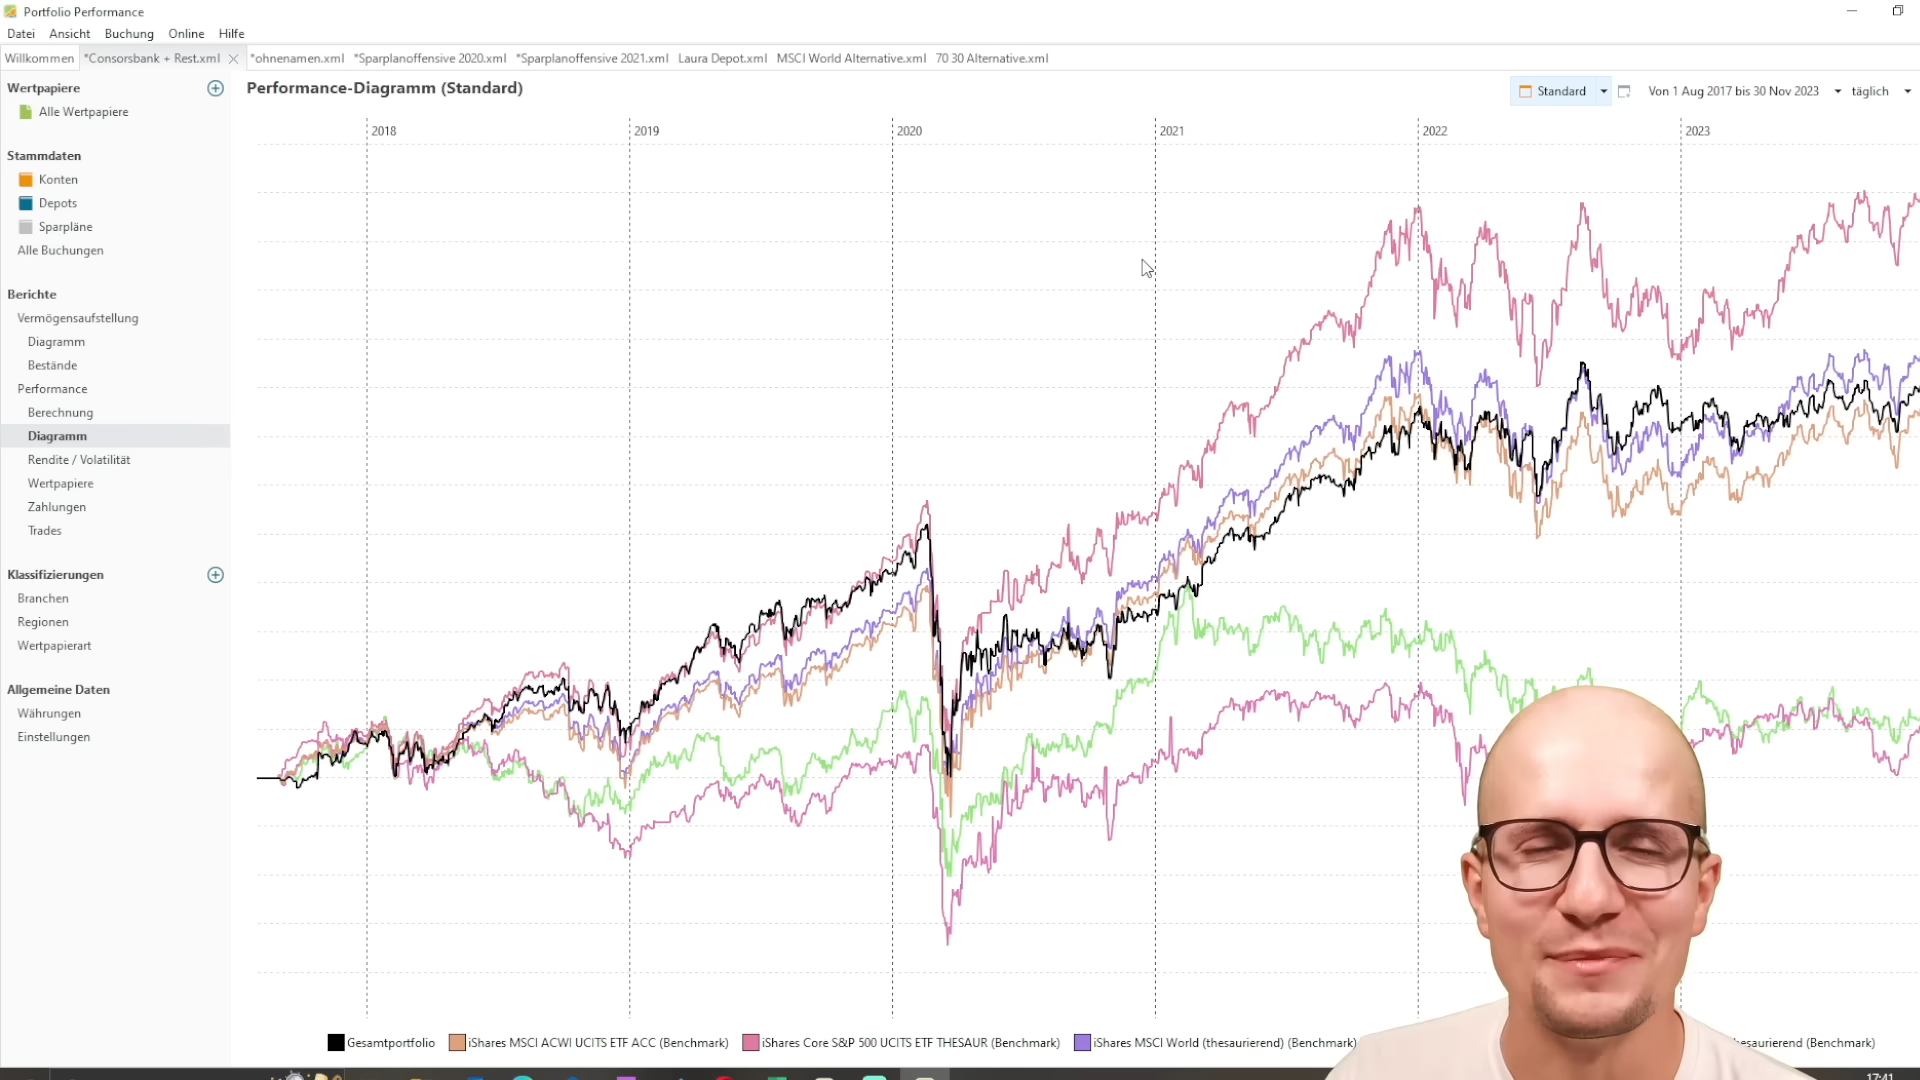 Portfolio Performance
Datei Ansicht Buchung Online Hilfe
Willkommen *Consorsbank + Rest.xml *ohnenamen.xml *Sparplanoffensive 2020.xml *Sparplanoffensive 2021.xml Laura Depot.xml MSCI World Alternative.xml 70 30 Alternative.xml
Performance-Diagramm (Standard)
Standard Von 1 Aug 2017 bis 30 Nov 2023 täglich
2018 2019 2020 2021 2022 2023
Wertpapiere
Alle Wertpapiere
Stammdaten
Konten
Depots
Sparpläne
Alle Buchungen
Berichte
Vermögensaufstellung
Diagramm
Bestände
Performance
Berechnung
Diagramm
Rendite / Volatilität
Wertpapiere
Zahlungen
Trades
Klassifizierungen
Branchen
Regionen
Wertpapierart
Allgemeine Daten
Währungen
Einstellungen
Gesamtportfolio iShares MSCI ACWI UCITS ETF ACC (Benchmark) iShares Core S&P 500 UCITS ETF THESAUR (Benchmark) iShares MSCI World (thesaurierend) (Benchmark) (Benchmark)
17:41